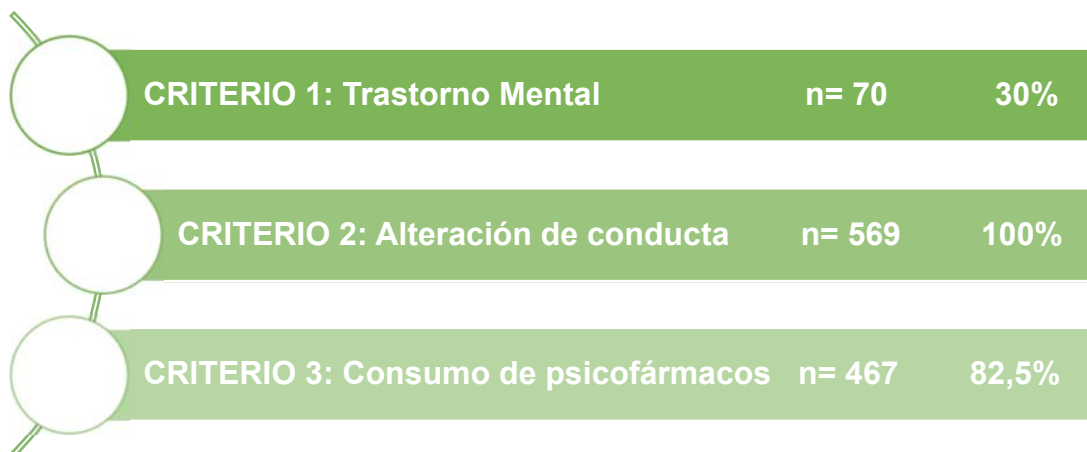 CRITERIO 1: Trastorno Mental n= 70 30%
CRITERIO 2: Alteración de conducta n= 569 100%
CRITERIO 3: Consumo de psicofármacos n= 467 82,5%